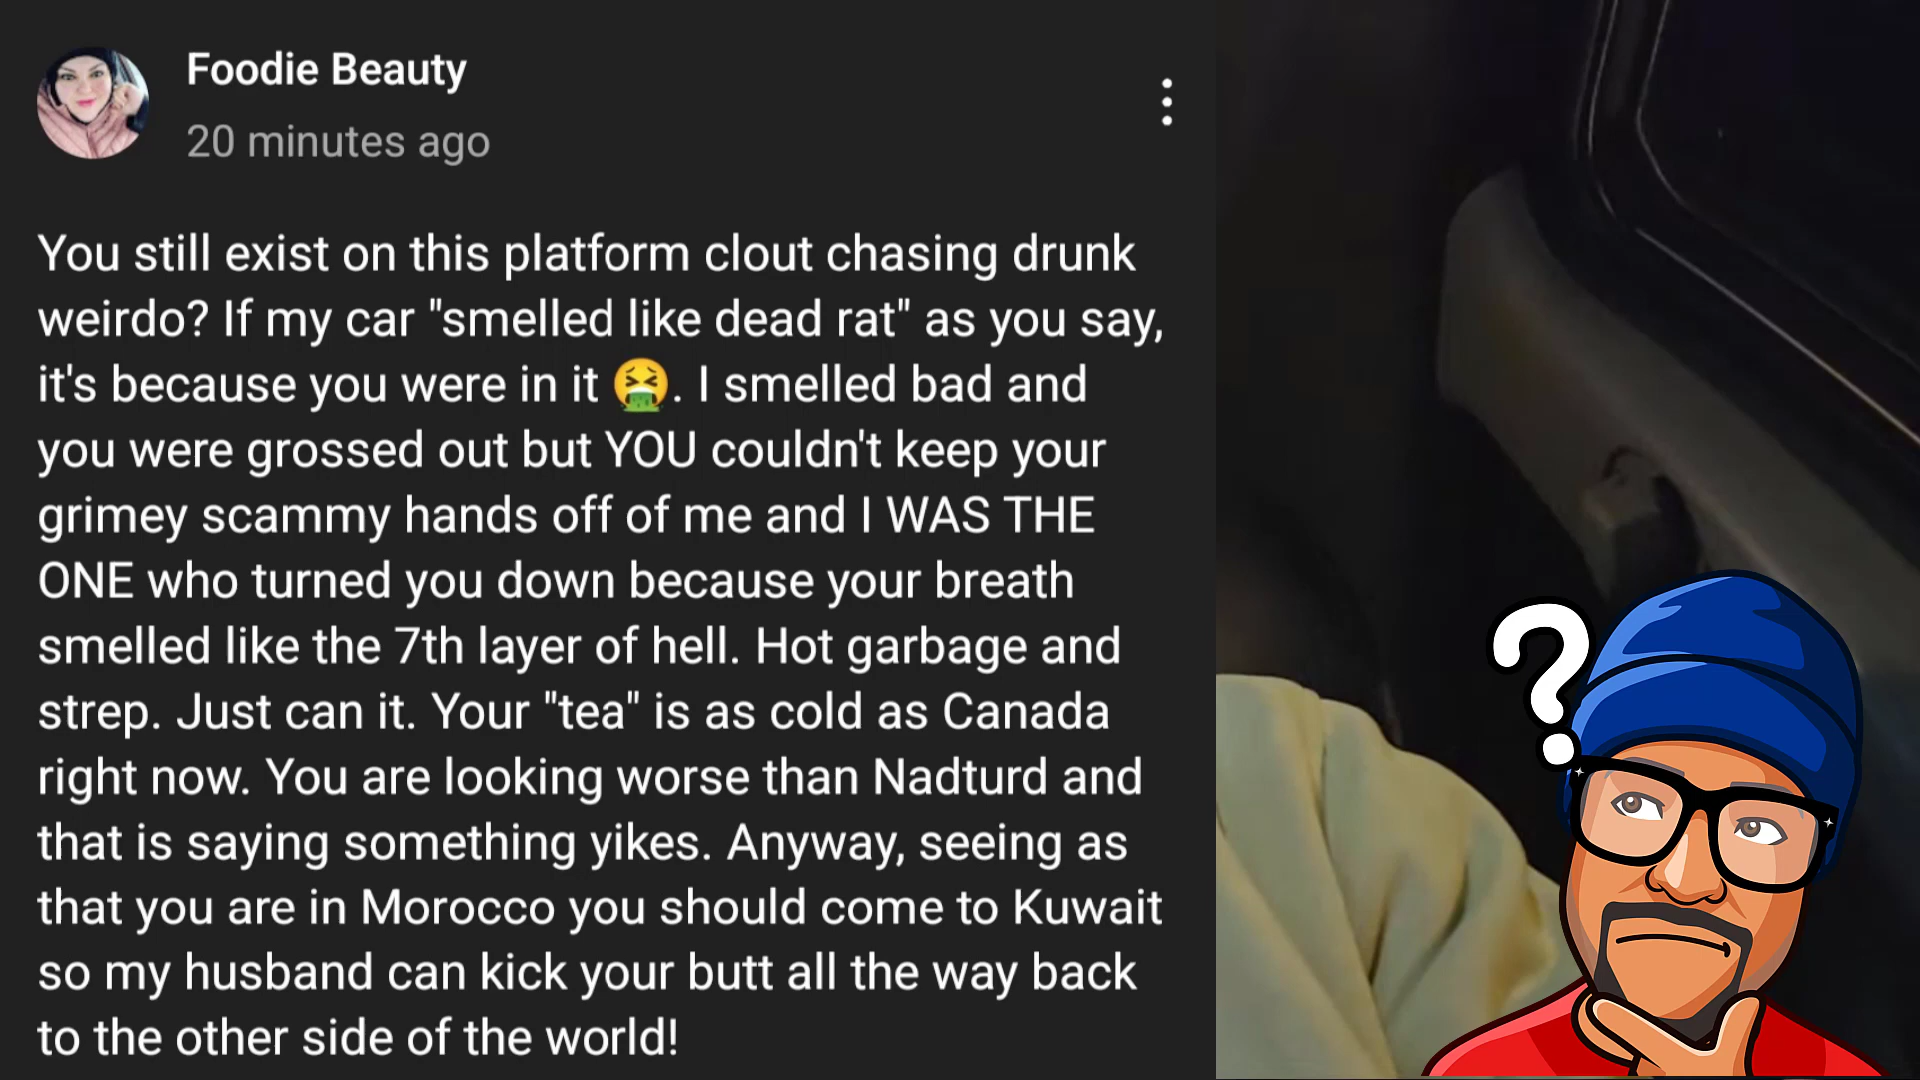 Foodie Beauty
20 minutes ago
You still exist on this platform clout chasing drunk
weirdo? If my car "smelled like dead rat" as you say,
it's because you were in it 🤮. I smelled bad and
you were grossed out but YOU couldn't keep your
grimey scammy hands off of me and I WAS THE
ONE who turned you down because your breath
smelled like the 7th layer of hell. Hot garbage and
strep. Just can it. Your "tea" is as cold as Canada
right now. You are looking worse than Nadturd and
that is saying something yikes. Anyway, seeing as
that you are in Morocco you should come to Kuwait
so my husband can kick your butt all the way back
to the other side of the world!
?